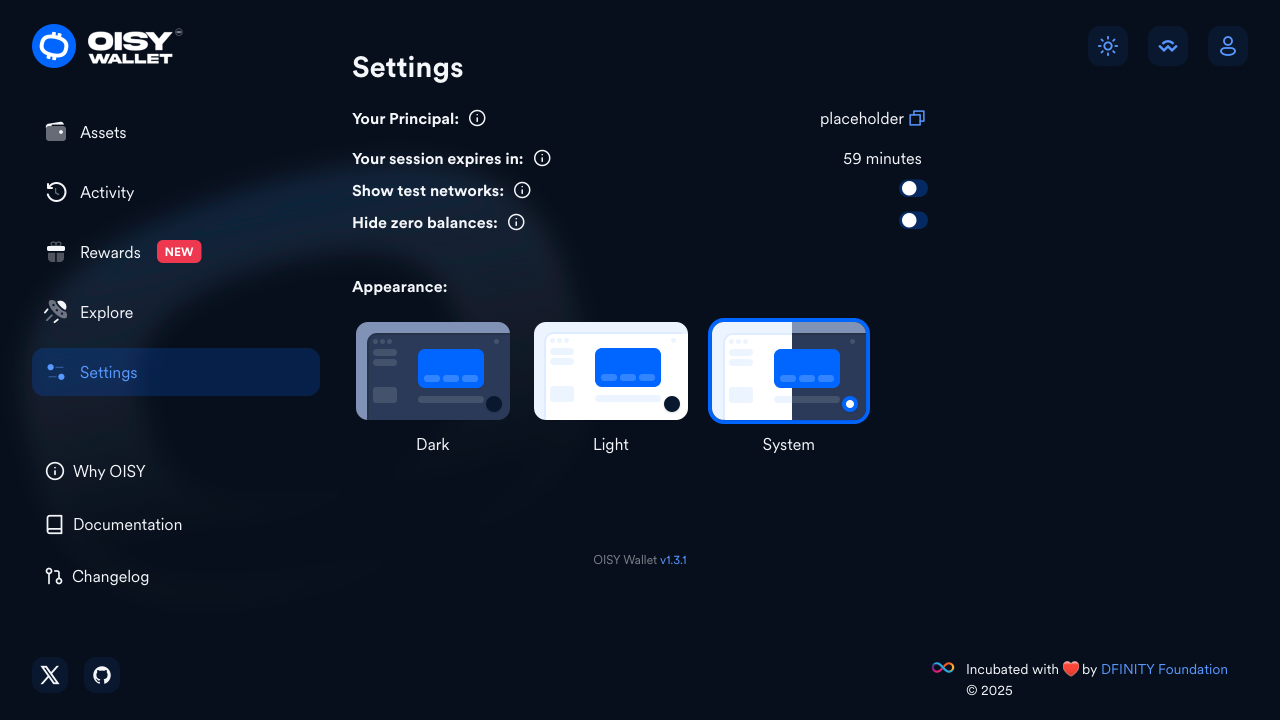 OISY
WALLET
Settings
Your Principal:
placeholder
Assets
Your session expires in:
59 minutes
Activity
Show test networks:
Hide zero balances:
Rewards
NEW
Appearance:
Explore
Settings
Dark
Light
System
Why OISY
Documentation
OISY Wallet v1.3.1
Changelog
Incubated with ❤️ by DFINITY Foundation
© 2025